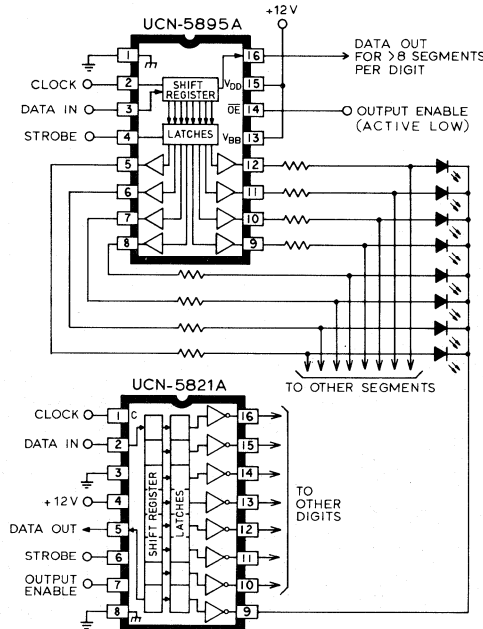 UCN-5895A
+12V
1
16
DATA OUT
FOR >8 SEGMENTS
PER DIGIT
CLOCK
2
SHIFT
REGISTER
VDD
15
DATA IN
3
OE
14
OUTPUT ENABLE
(ACTIVE LOW)
STROBE
4
LATCHES
VBB
13
5
12
6
11
7
10
8
9
TO OTHER SEGMENTS
UCN-5821A
CLOCK
1
C
16
DATA IN
2
15
3
14
+12V
4
13
DATA OUT
5
12
STROBE
6
11
OUTPUT
ENABLE
7
10
8
9
SHIFT REGISTER
LATCHES
TO
OTHER
DIGITS